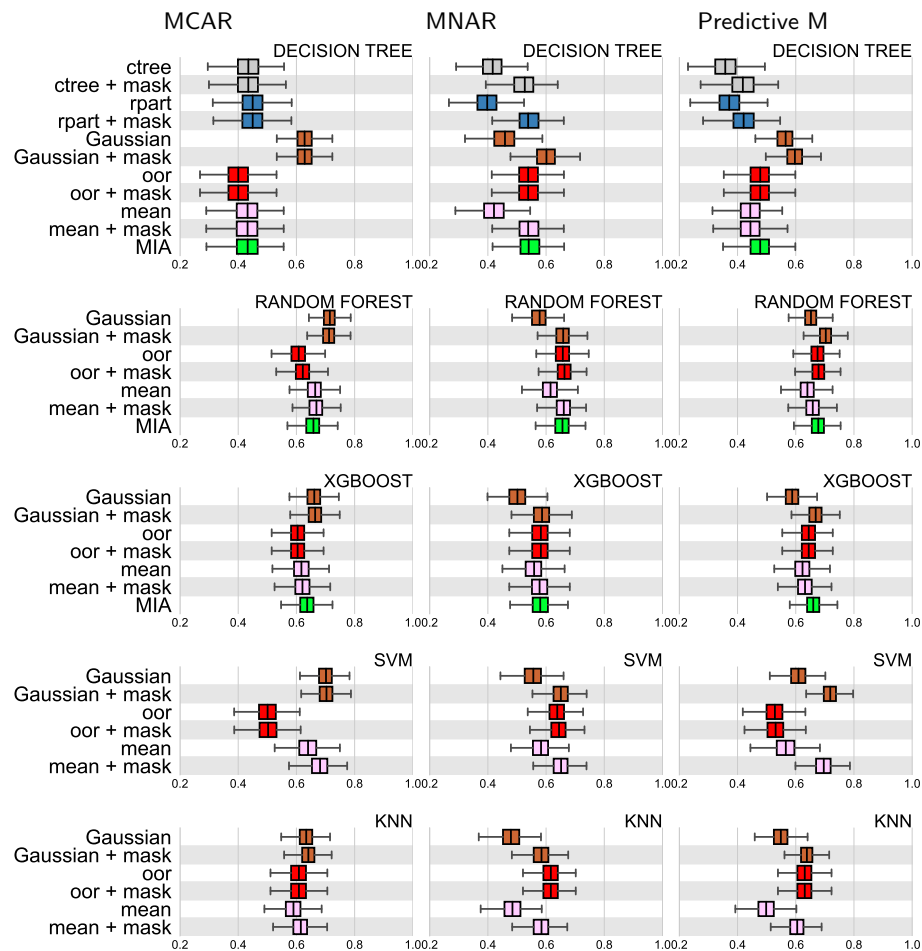 MCAR MNAR Predictive M
DECISION TREE DECISION TREE DECISION TREE
ctree
ctree + mask
rpart
rpart + mask
Gaussian
Gaussian + mask
oor
oor + mask
mean
mean + mask
MIA
0.2 0.4 0.6 0.8 1.0 0.2 0.4 0.6 0.8 1.0 0.2 0.4 0.6 0.8 1.0
RANDOM FOREST RANDOM FOREST RANDOM FOREST
Gaussian
Gaussian + mask
oor
oor + mask
mean
mean + mask
MIA
0.2 0.4 0.6 0.8 1.0 0.2 0.4 0.6 0.8 1.0 0.2 0.4 0.6 0.8 1.0
XGBOOST XGBOOST XGBOOST
Gaussian
Gaussian + mask
oor
oor + mask
mean
mean + mask
MIA
0.2 0.4 0.6 0.8 1.0 0.2 0.4 0.6 0.8 1.0 0.2 0.4 0.6 0.8 1.0
SVM SVM SVM
Gaussian
Gaussian + mask
oor
oor + mask
mean
mean + mask
0.2 0.4 0.6 0.8 1.0 0.2 0.4 0.6 0.8 1.0 0.2 0.4 0.6 0.8 1.0
KNN KNN KNN
Gaussian
Gaussian + mask
oor
oor + mask
mean
mean + mask
0.2 0.4 0.6 0.8 1.0 0.2 0.4 0.6 0.8 1.0 0.2 0.4 0.6 0.8 1.0